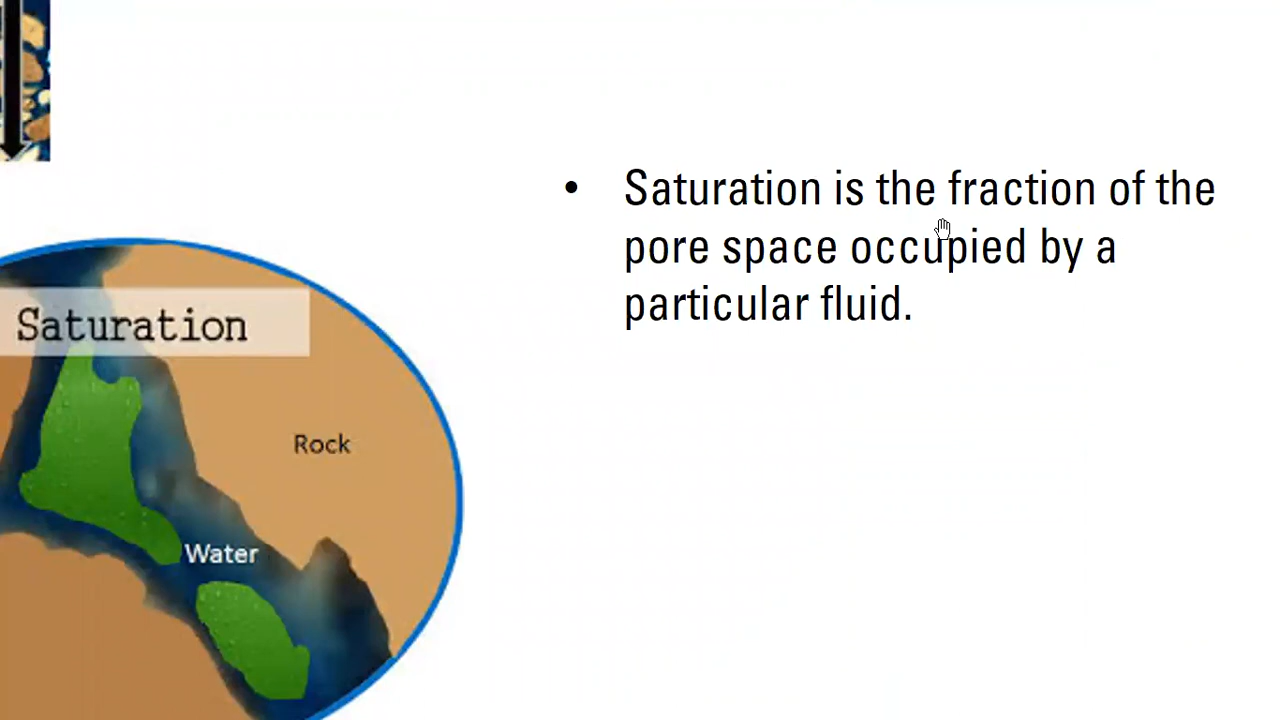 • Saturation is the fraction of the
pore space occupied by a
particular fluid.
Saturation
Rock
Water